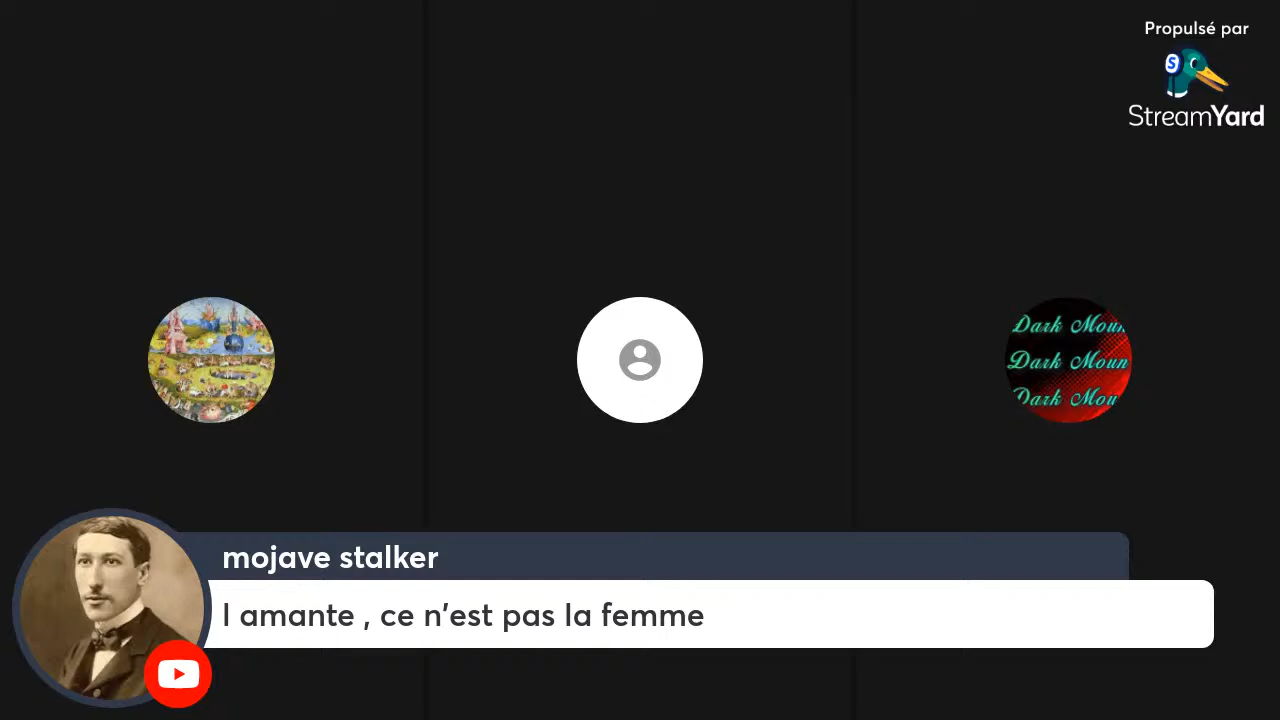 Propulsé par
S
StreamYard
Dark Moun
Dark Moun
Dark Mou
mojave stalker
l amante , ce n’est pas la femme